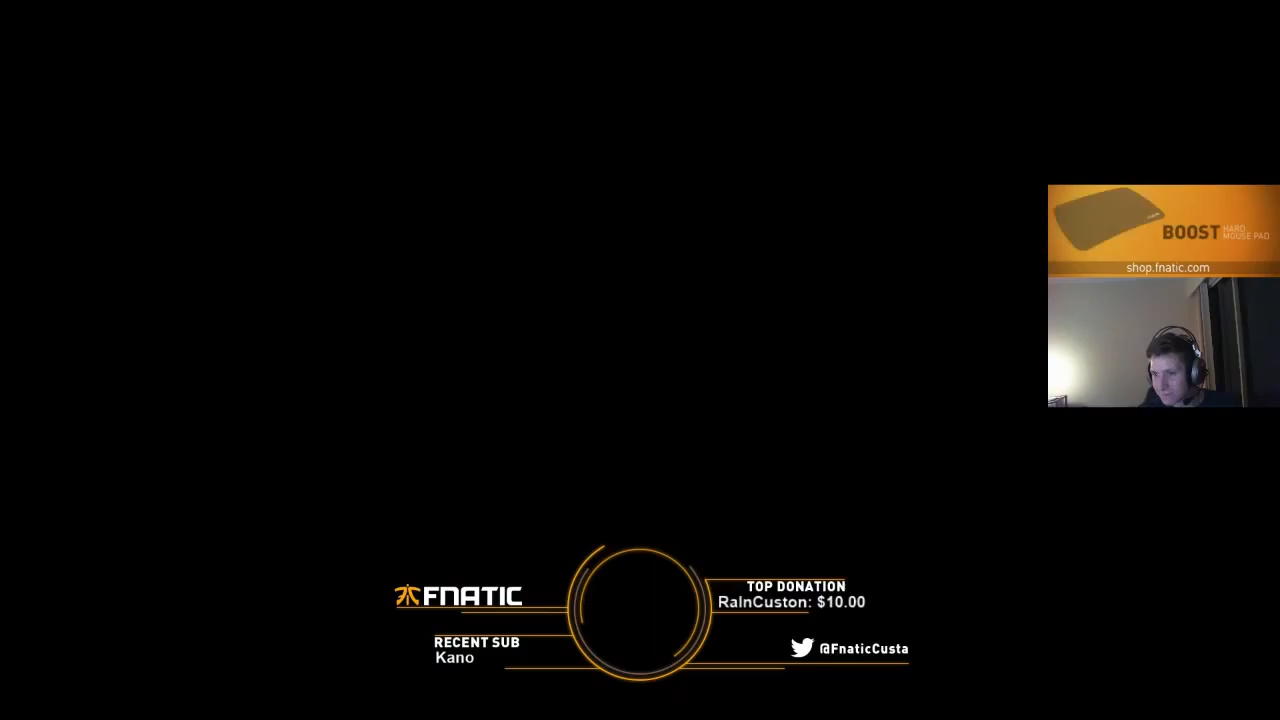 BOOST HARD
MOUSE PAD
shop.fnatic.com
FNATIC
TOP DONATION
RaInCuston: $10.00
RECENT SUB
Kano
@FnaticCusta